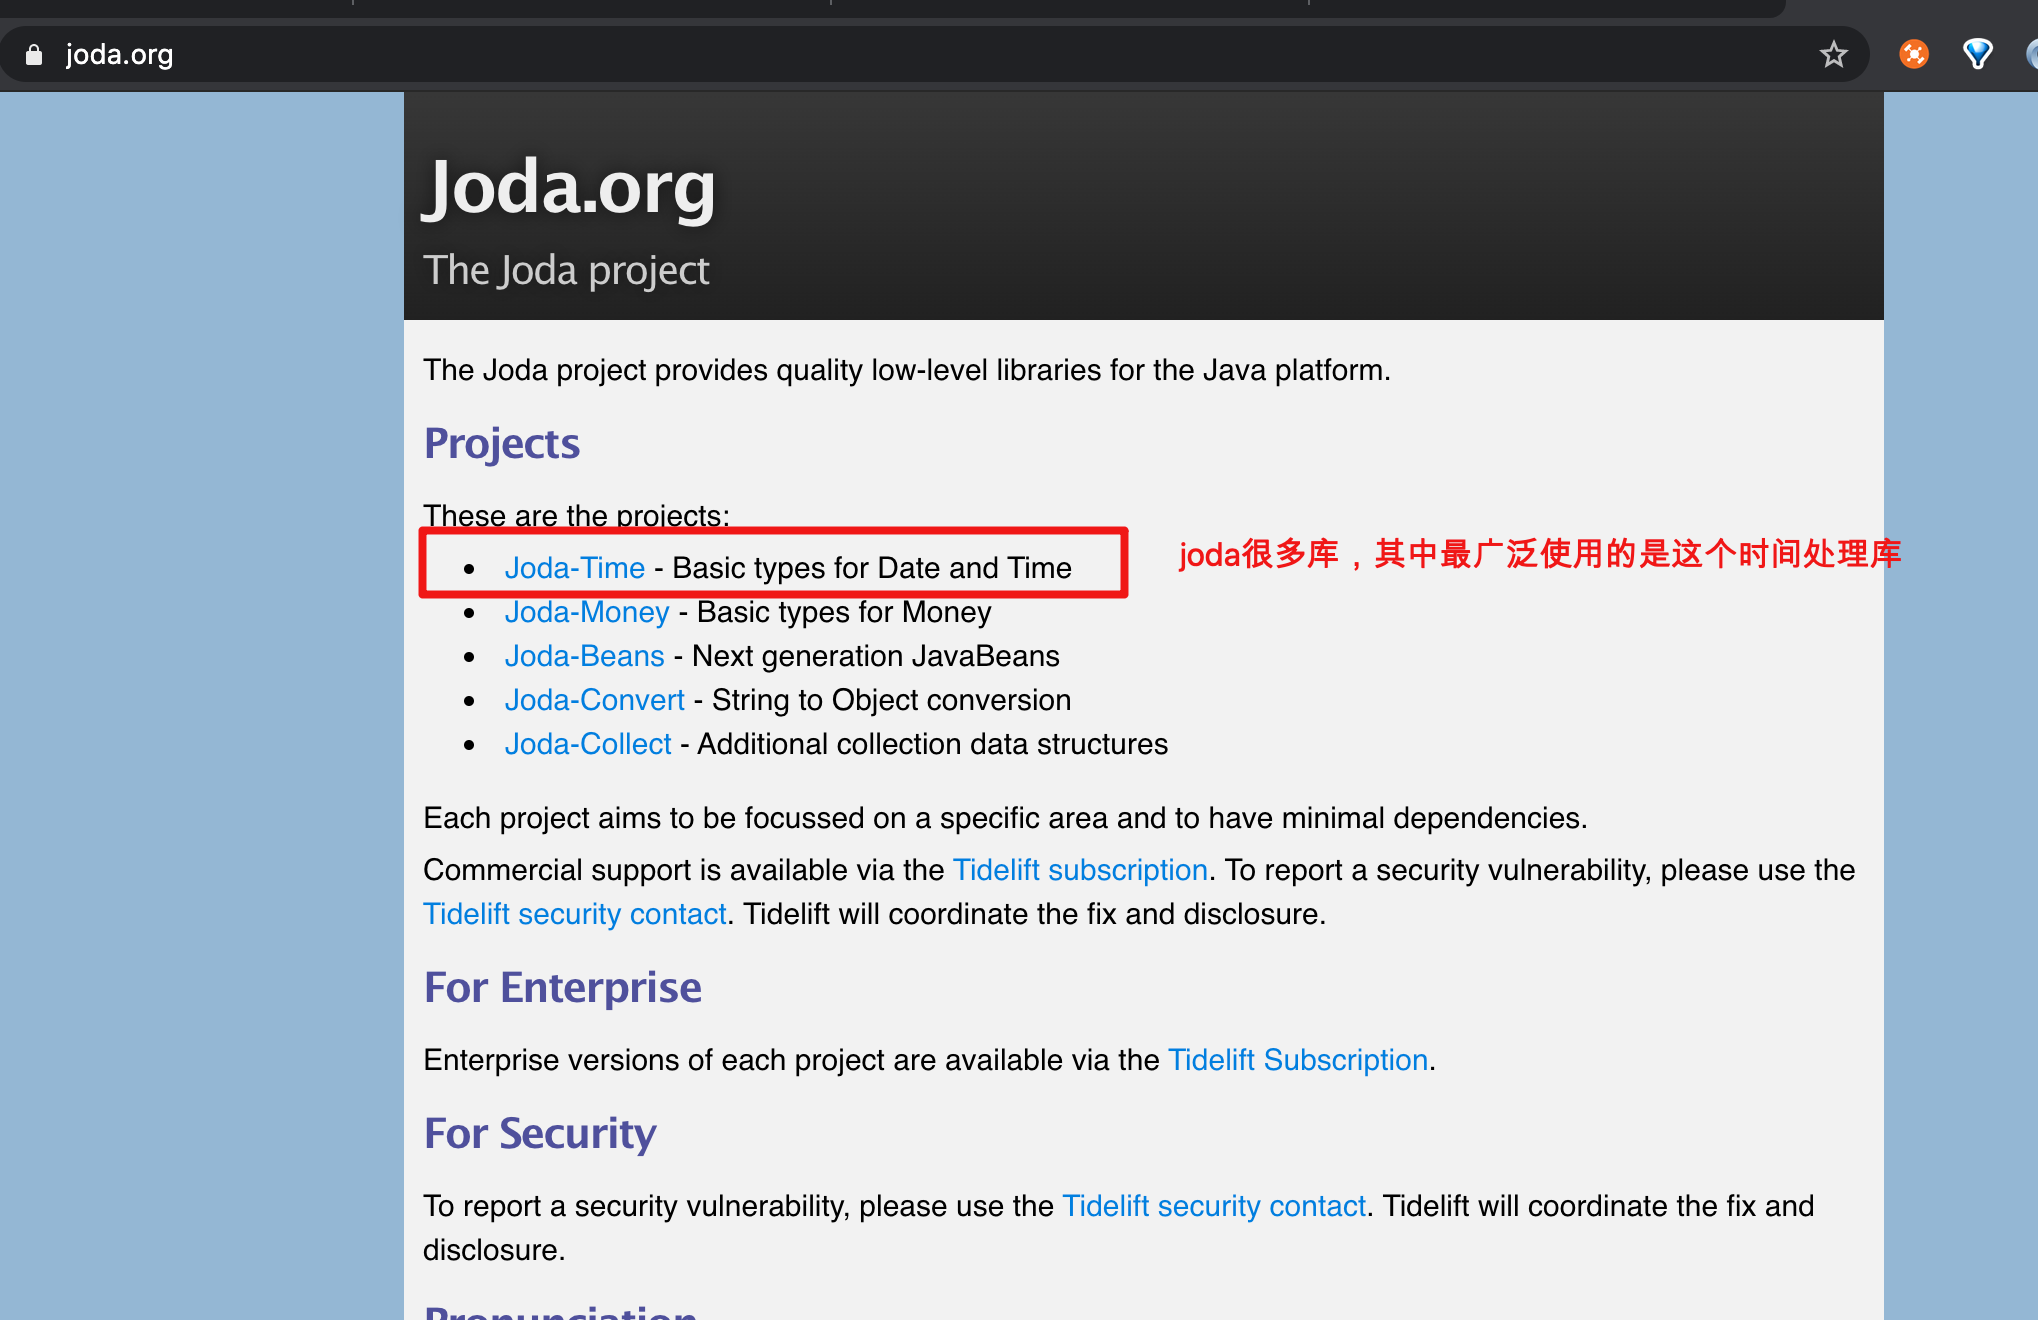 joda.org
Joda.org
The Joda project
The Joda project provides quality low-level libraries for the Java platform.
Projects
These are the projects:
• Joda-Time - Basic types for Date and Time
joda很多库，其中最广泛使用的是这个时间处理库
• Joda-Money - Basic types for Money
• Joda-Beans - Next generation JavaBeans
• Joda-Convert - String to Object conversion
• Joda-Collect - Additional collection data structures
Each project aims to be focussed on a specific area and to have minimal dependencies.
Commercial support is available via the Tidelift subscription. To report a security vulnerability, please use the
Tidelift security contact. Tidelift will coordinate the fix and disclosure.
For Enterprise
Enterprise versions of each project are available via the Tidelift Subscription.
For Security
To report a security vulnerability, please use the Tidelift security contact. Tidelift will coordinate the fix and
disclosure.
Pronunciation